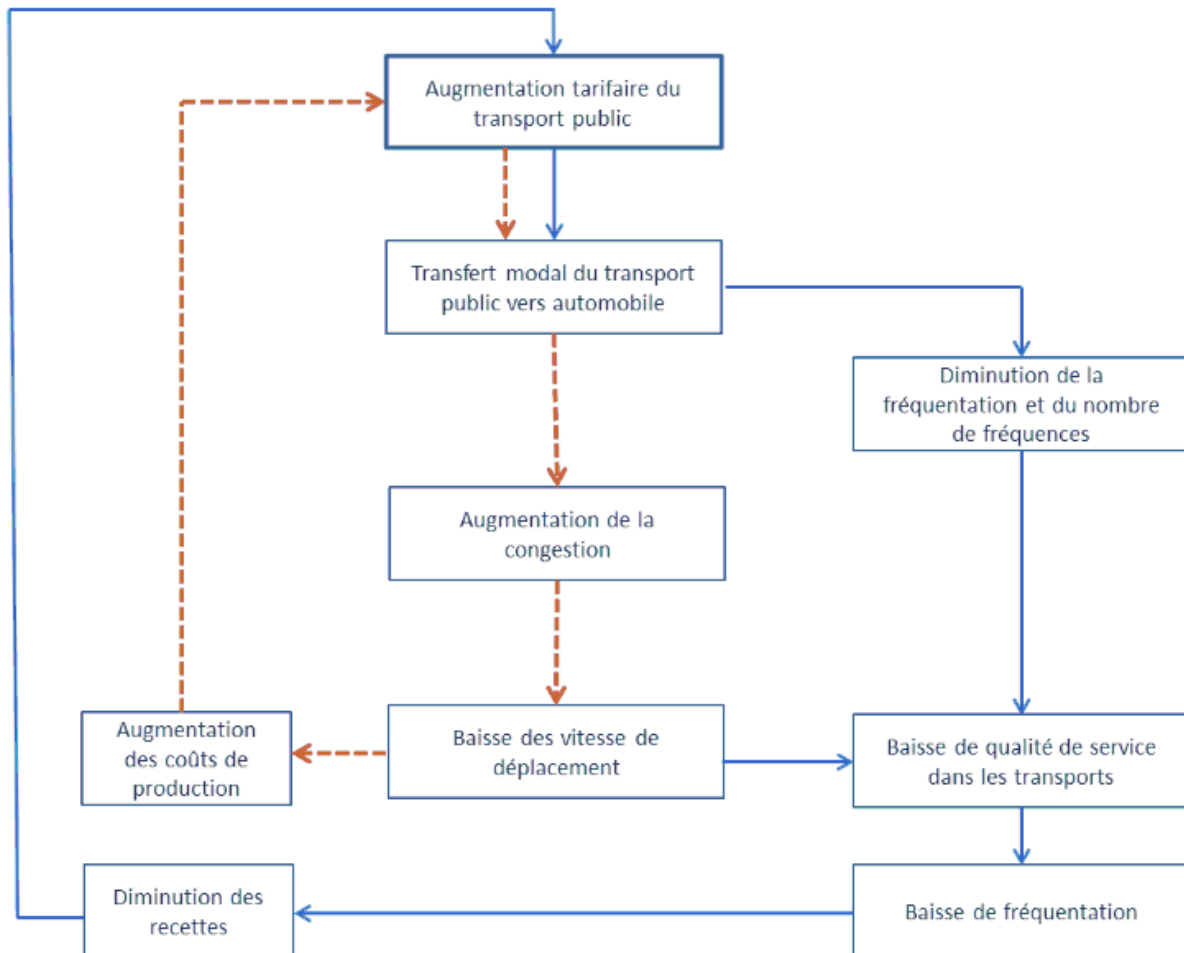 Augmentation tarifaire du
transport public
Transfert modal du transport
public vers automobile
Diminution de la
fréquentation et du nombre
de fréquences
Augmentation de la
congestion
Augmentation
des coûts de
production
Baisse des vitesse de
déplacement
Baisse de qualité de service
dans les transports
Diminution des
recettes
Baisse de fréquentation